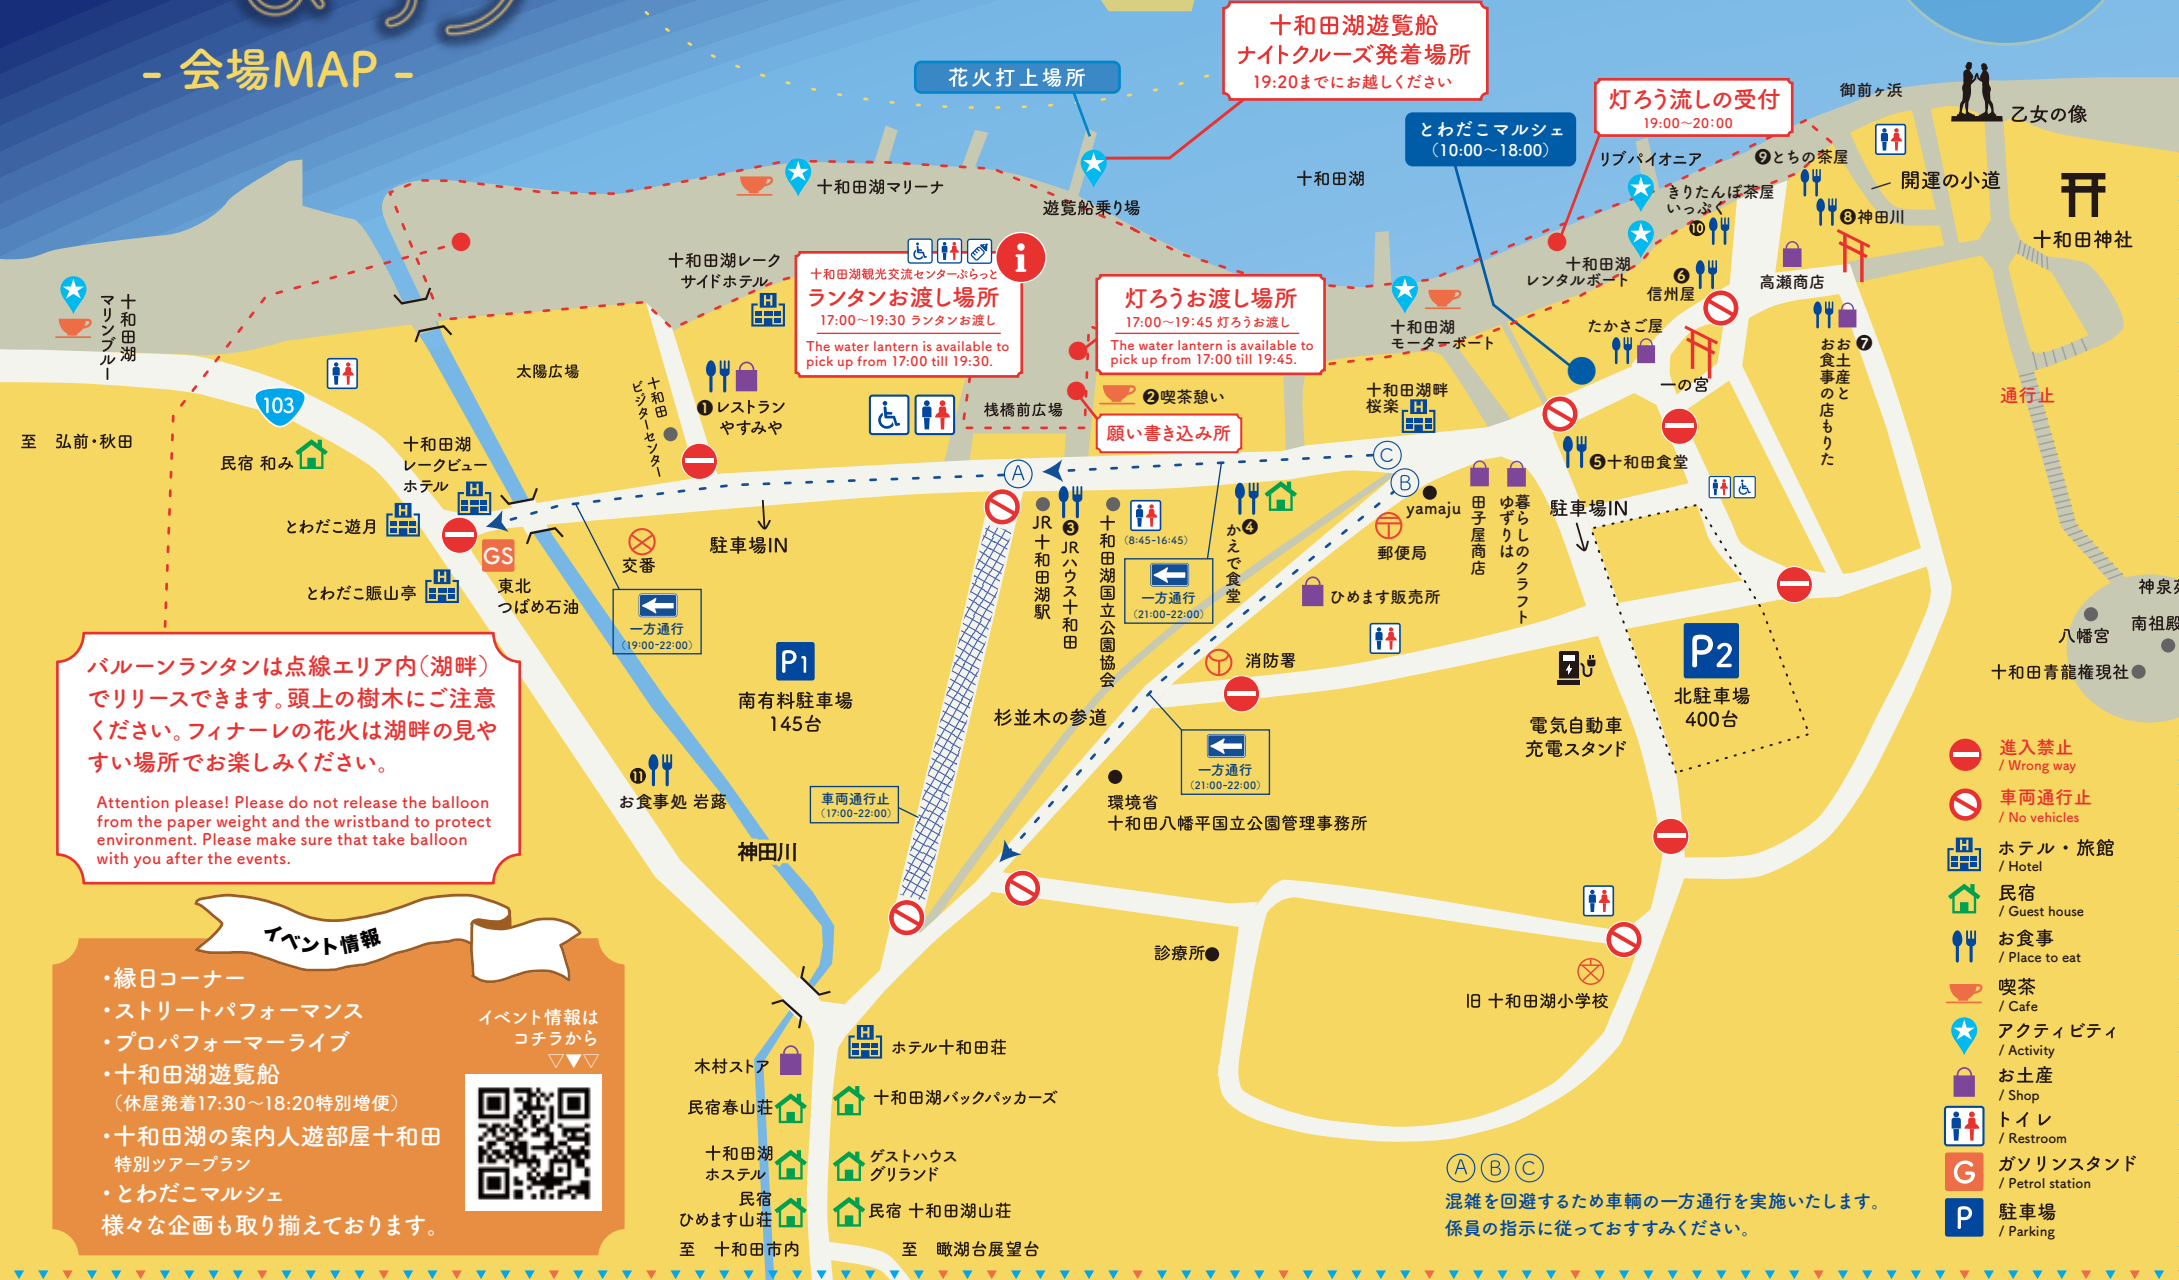 - 会場MAP -
花火打上場所
十和田湖遊覧船
ナイトクルーズ発着場所
19:20までにお越しください
とわだこマルシェ
(10:00〜18:00)
灯ろう流しの受付
19:00〜20:00
御前ヶ浜
乙女の像
リブパイオニア
❾とちの茶屋
開運の小道
十和田湖
十和田湖マリーナ
遊覧船乗り場
きりたんぽ茶屋
いっぷく
❿
❽神田川
十和田神社
十和田湖
マリンブルー
十和田湖レーク
サイドホテル
十和田湖観光交流センターぷらっと
ランタンお渡し場所
17:00〜19:30 ランタンお渡し
The water lantern is available to
pick up from 17:00 till 19:30.
i
灯ろうお渡し場所
17:00〜19:45 灯ろうお渡し
The water lantern is available to
pick up from 17:00 till 19:45.
十和田湖
モーターボート
十和田湖
レンタルボート
❻
信州屋
高瀬商店
たかさご屋
一の宮
❼
お土産と
お食事の店もりた
通行止
太陽広場
十和田
ビジターセンター
❶レストラン
やすみや
桟橋前広場
❷喫茶憩い
願い書き込み所
十和田湖畔
桜楽
103
至 弘前・秋田
民宿 和み
十和田湖
レークビュー
ホテル
とわだこ遊月
GS
東北
つばめ石油
とわだこ賑山亭
交番
駐車場IN
一方通行
(19:00-22:00)
A
B
C
JR十和田湖駅
❸JRハウス十和田
十和田湖国立公園協会
(8:45-16:45)
一方通行
(21:00-22:00)
❹
かえで食堂
yamaju
郵便局
田子屋商店
暮らしのクラフト
ゆずりは
❺十和田食堂
駐車場IN
ひめます販売所
消防署
P1
南有料駐車場
145台
杉並木の参道
一方通行
(21:00-22:00)
車両通行止
(17:00-22:00)
環境省
十和田八幡平国立公園管理事務所
電気自動車
充電スタンド
P2
北駐車場
400台
八幡宮
南祖殿
十和田青龍権現社
バルーンランタンは点線エリア内(湖畔)
でリリースできます。頭上の樹木にご注意
ください。フィナーレの花火は湖畔の見や
すい場所でお楽しみください。
Attention please! Please do not release the balloon
from the paper weight and the wristband to protect
environment. Please make sure that take balloon
with you after the events.
⓫
お食事処 岩蕗
神田川
診療所
旧 十和田湖小学校
イベント情報
・縁日コーナー
・ストリートパフォーマンス
・プロパフォーマーライブ
・十和田湖遊覧船
(休屋発着17:30〜18:20特別増便)
・十和田湖の案内人遊部屋十和田
特別ツアープラン
・とわだこマルシェ
様々な企画も取り揃えております。
イベント情報は
コチラから
▽▼▽
ホテル十和田荘
木村ストア
民宿春山荘
十和田湖バックパッカーズ
十和田湖
ホステル
ゲストハウス
グリランド
民宿
ひめます山荘
民宿 十和田湖山荘
至 十和田市内
至 瞰湖台展望台
A B C
混雑を回避するため車輌の一方通行を実施いたします。
係員の指示に従っておすすみください。
進入禁止
/ Wrong way
車両通行止
/ No vehicles
ホテル・旅館
/ Hotel
民宿
/ Guest house
お食事
/ Place to eat
喫茶
/ Cafe
アクティビティ
/ Activity
お土産
/ Shop
トイレ
/ Restroom
G
ガソリンスタンド
/ Petrol station
P
駐車場
/ Parking